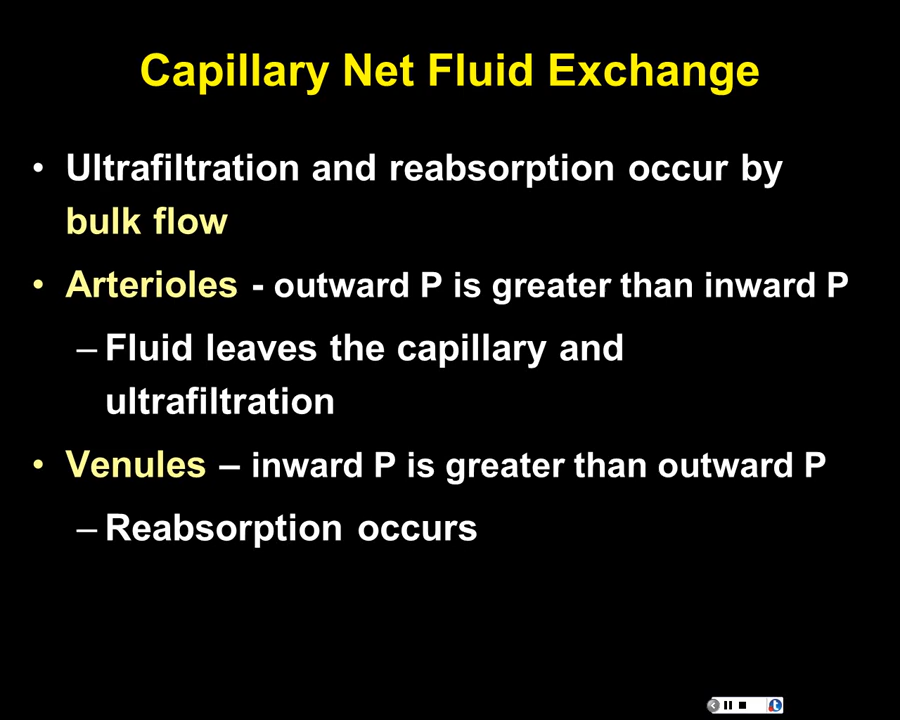 Capillary Net Fluid Exchange
• Ultrafiltration and reabsorption occur by
bulk flow
• Arterioles - outward P is greater than inward P
– Fluid leaves the capillary and
ultrafiltration
• Venules – inward P is greater than outward P
– Reabsorption occurs